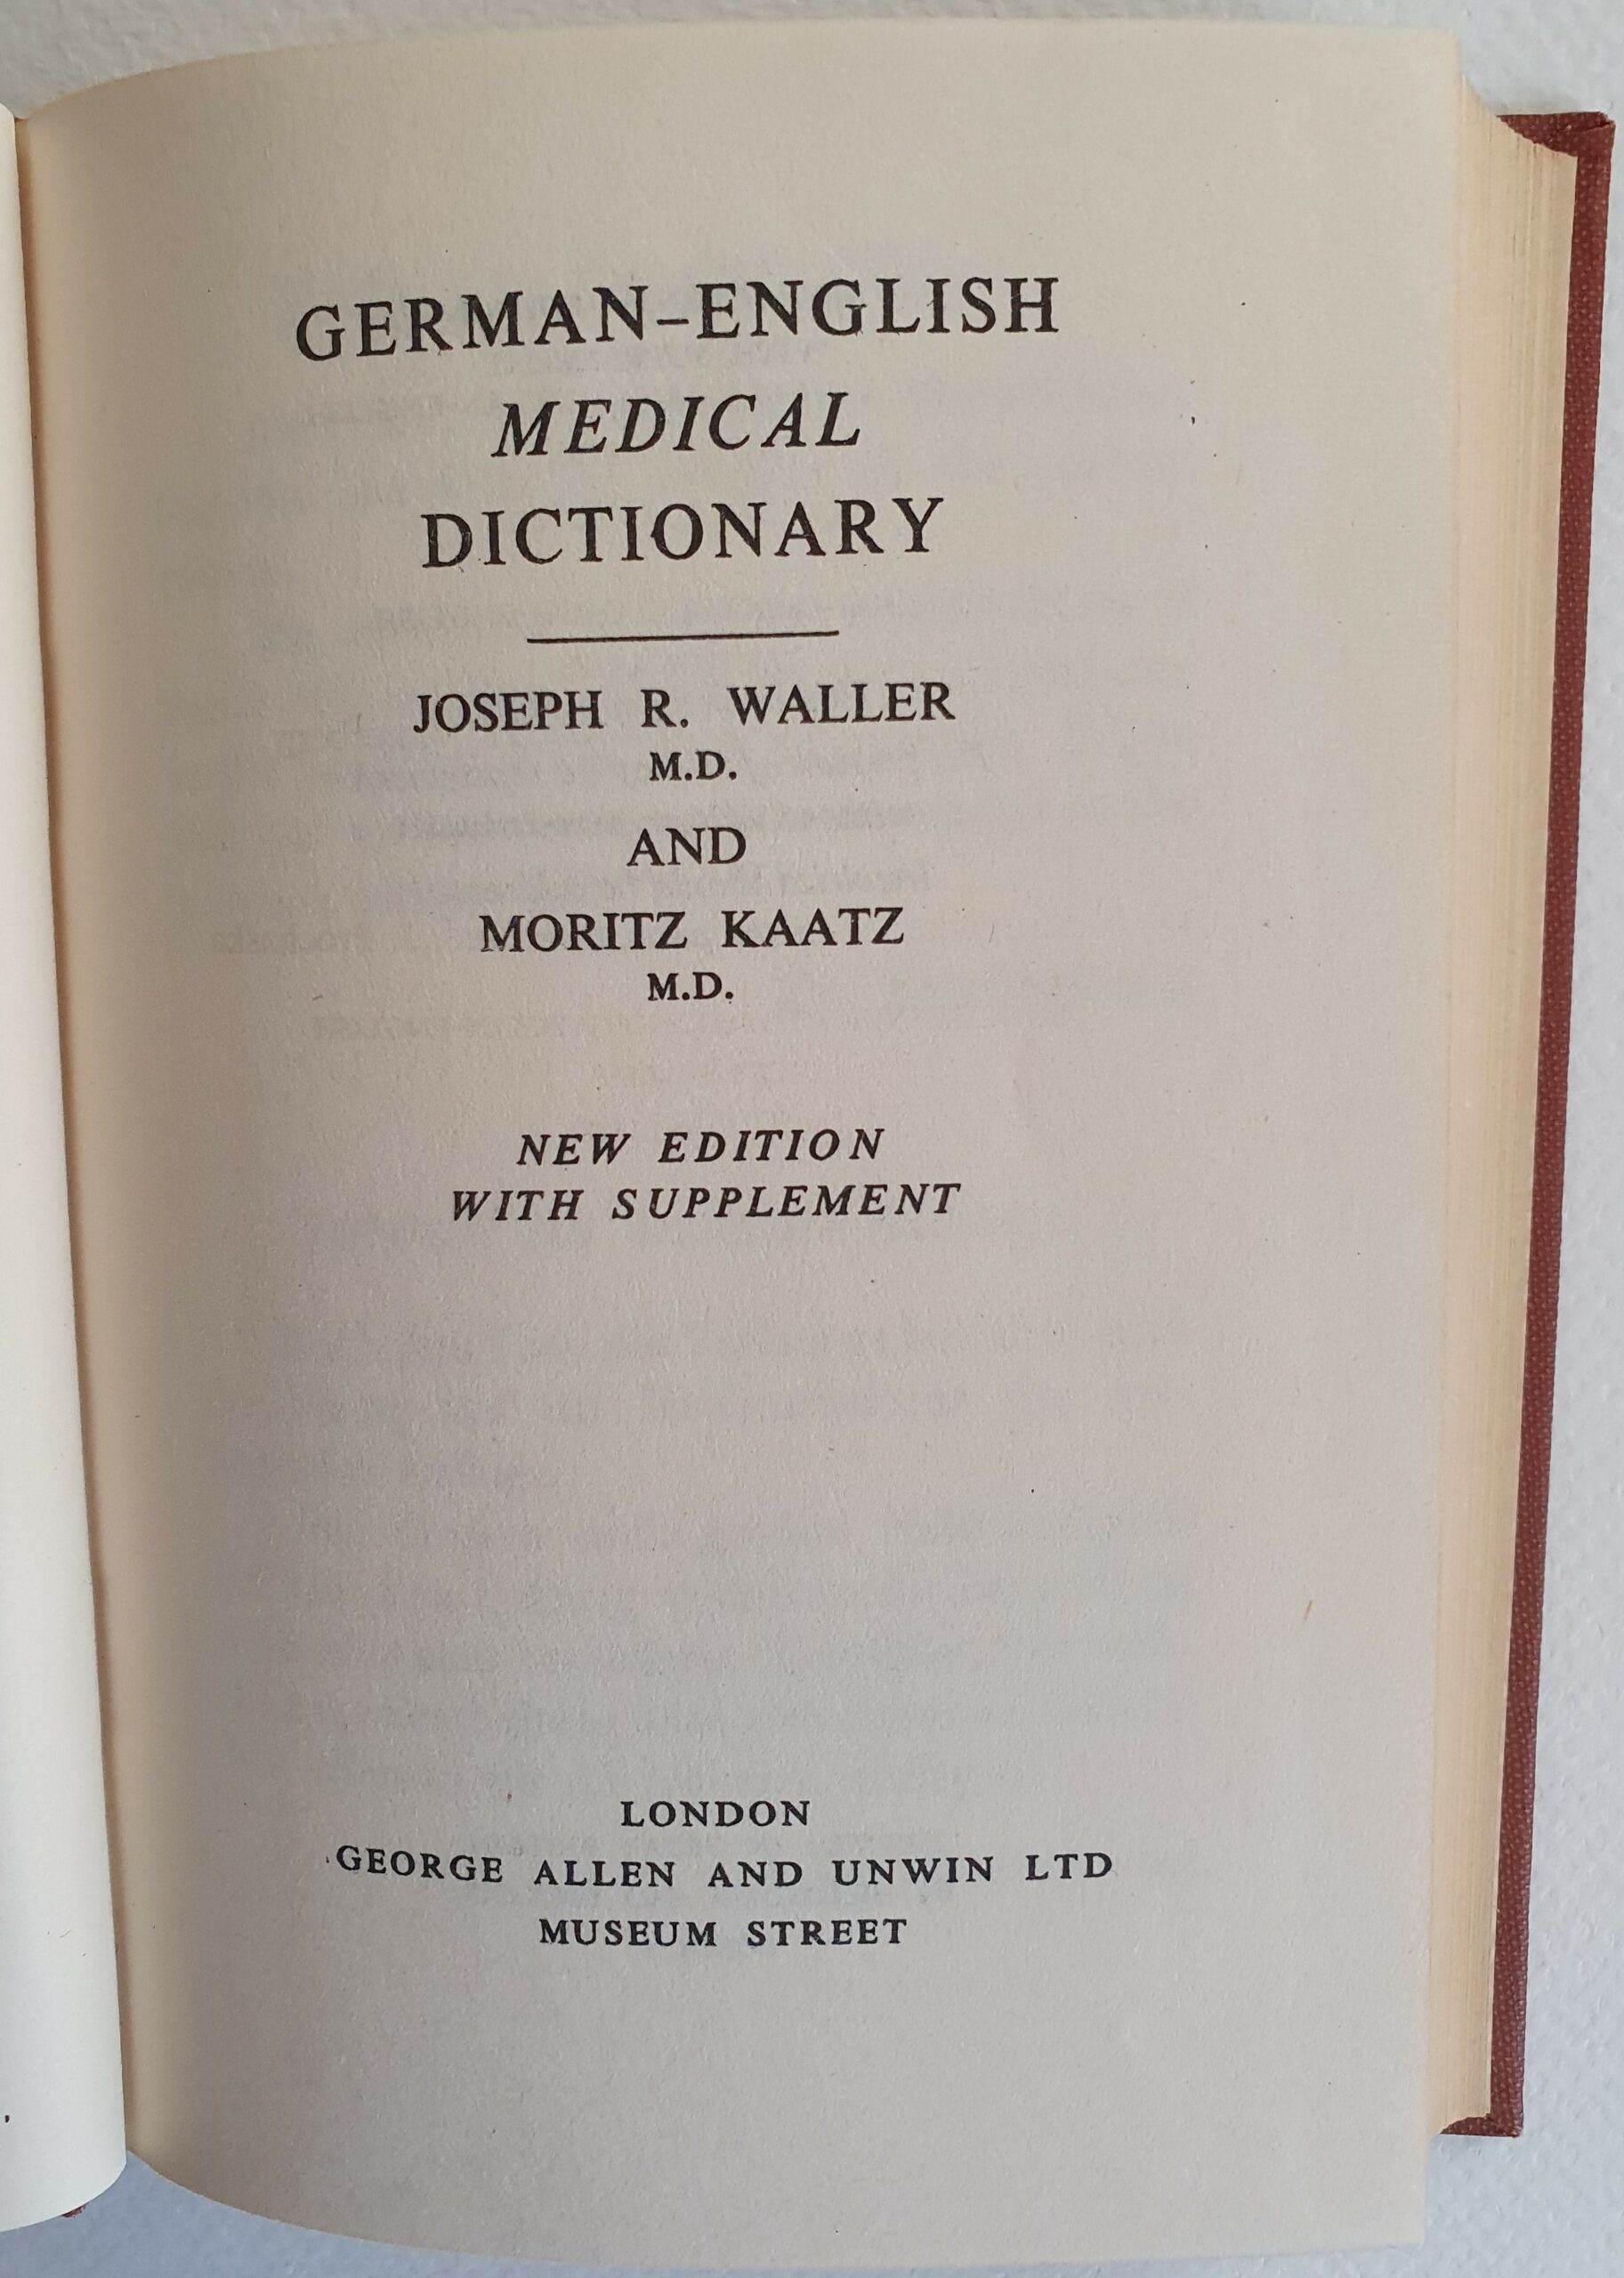 GERMAN–ENGLISH
MEDICAL
DICTIONARY
JOSEPH R. WALLER
M.D.
AND
MORITZ KAATZ
M.D.
NEW EDITION
WITH SUPPLEMENT
LONDON
GEORGE ALLEN AND UNWIN LTD
MUSEUM STREET